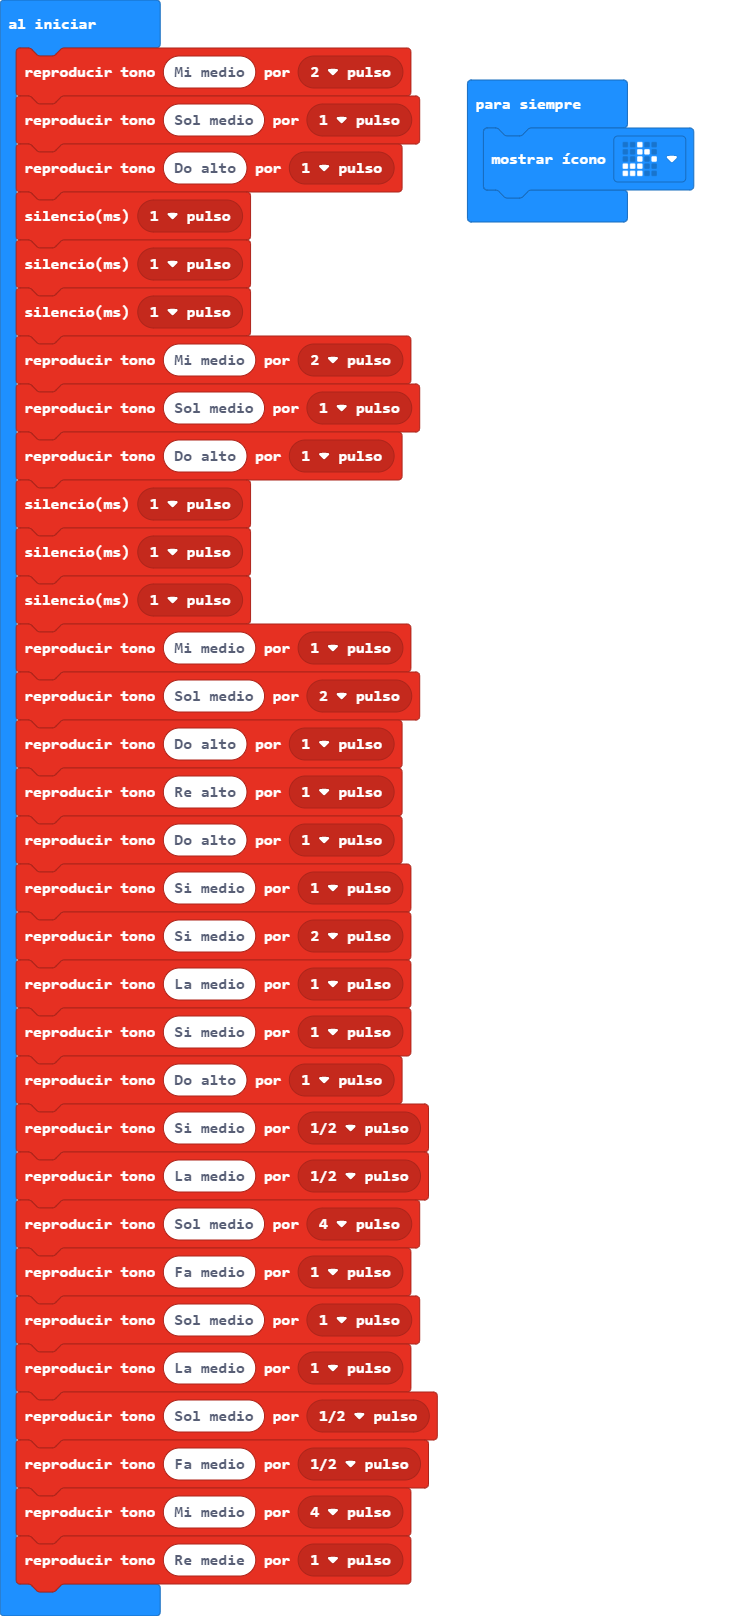 al iniciar
reproducir tono Mi medio por 2 pulso
reproducir tono Sol medio por 1 pulso
reproducir tono Do alto por 1 pulso
silencio(ms) 1 pulso
silencio(ms) 1 pulso
silencio(ms) 1 pulso
reproducir tono Mi medio por 2 pulso
reproducir tono Sol medio por 1 pulso
reproducir tono Do alto por 1 pulso
silencio(ms) 1 pulso
silencio(ms) 1 pulso
silencio(ms) 1 pulso
reproducir tono Mi medio por 1 pulso
reproducir tono Sol medio por 2 pulso
reproducir tono Do alto por 1 pulso
reproducir tono Re alto por 1 pulso
reproducir tono Do alto por 1 pulso
reproducir tono Si medio por 1 pulso
reproducir tono Si medio por 2 pulso
reproducir tono La medio por 1 pulso
reproducir tono Si medio por 1 pulso
reproducir tono Do alto por 1 pulso
reproducir tono Si medio por 1/2 pulso
reproducir tono La medio por 1/2 pulso
reproducir tono Sol medio por 4 pulso
reproducir tono Fa medio por 1 pulso
reproducir tono Sol medio por 1 pulso
reproducir tono La medio por 1 pulso
reproducir tono Sol medio por 1/2 pulso
reproducir tono Fa medio por 1/2 pulso
reproducir tono Mi medio por 4 pulso
reproducir tono Re medie por 1 pulso
para siempre
mostrar ícono